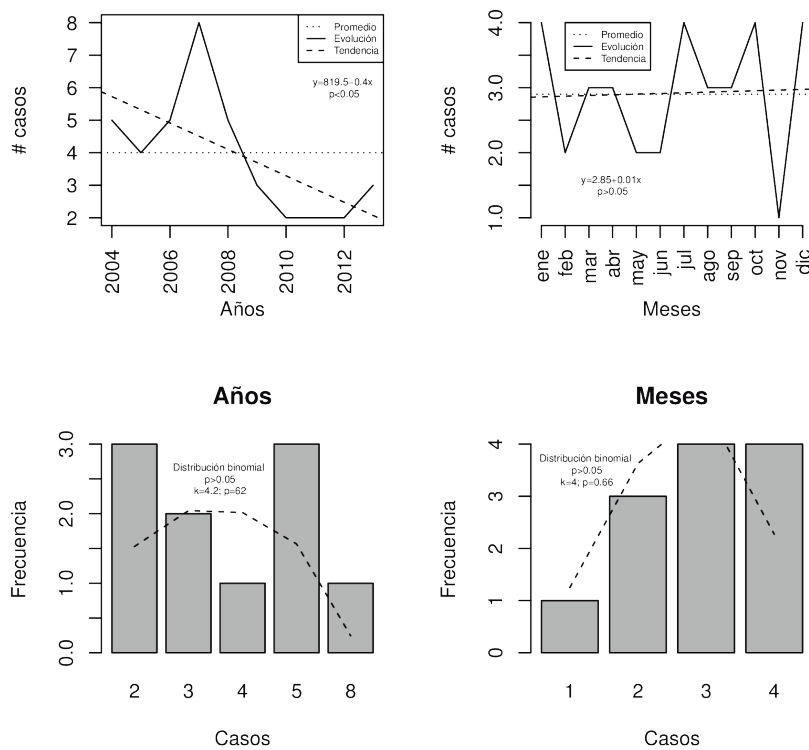 Promedio
Evolución
Tendencia
y=819.5−0.4x
p<0.05
# casos
8
7
6
5
4
3
2
2004
2006
2008
2010
2012
Años
Promedio
Evolución
Tendencia
y=2.85+0.01x
p>0.05
# casos
4.0
3.0
2.0
1.0
ene
feb
mar
abr
may
jun
jul
ago
sep
oct
nov
dic
Meses
Años
Distribución binomial
p>0.05
k=4.2; p=62
Frecuencia
3.0
2.0
1.0
0.0
2 3 4 5 8
Casos
Meses
Distribución binomial
p>0.05
k=4; p=0.66
Frecuencia
4
3
2
1
0
1 2 3 4
Casos